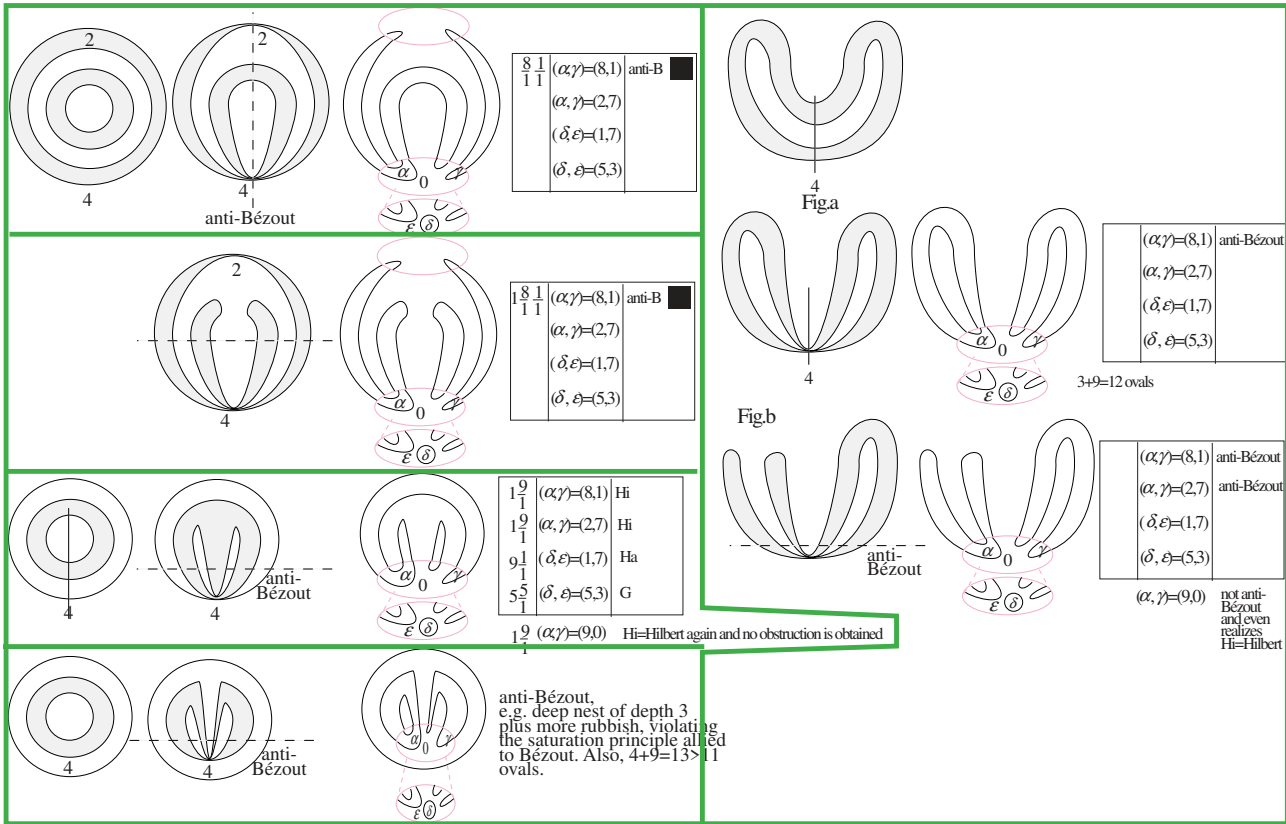 2
4
2
4
anti-Bézout
α 0 γ
ε δ
8/1 1/1 (α,γ)=(8,1) anti-B
(α, γ)=(2,7)
(δ,ε)=(1,7)
(δ, ε)=(5,3)
2
4
α 0 γ
ε δ
1 8/1 1/1 (α,γ)=(8,1) anti-B
(α, γ)=(2,7)
(δ,ε)=(1,7)
(δ, ε)=(5,3)
4
anti-
Bézout
4
α 0 γ
ε δ
1 9/1 (α,γ)=(8,1) Hi
1 9/1 (α, γ)=(2,7) Hi
9 1/1 (δ,ε)=(1,7) Ha
5 5/1 (δ, ε)=(5,3) G
1 9/1 (α,γ)=(9,0) Hi=Hilbert again and no obstruction is obtained
4
anti-
Bézout
4
α 0 γ
ε δ
anti-Bézout,
e.g. deep nest of depth 3
plus more rubbish, violating
the saturation principle allied
to Bézout. Also, 4+9=13>11
ovals.
4
Fig.a
4
α 0 γ
ε δ
(α,γ)=(8,1) anti-Bézout
(α, γ)=(2,7)
(δ,ε)=(1,7)
(δ, ε)=(5,3)
3+9=12 ovals
Fig.b
anti-
Bézout
4
α 0 γ
ε δ
(α,γ)=(8,1) anti-Bézout
(α, γ)=(2,7) anti-Bézout
(δ,ε)=(1,7)
(δ, ε)=(5,3)
(α, γ)=(9,0) not anti-
Bézout
and even
realizes
Hi=Hilbert